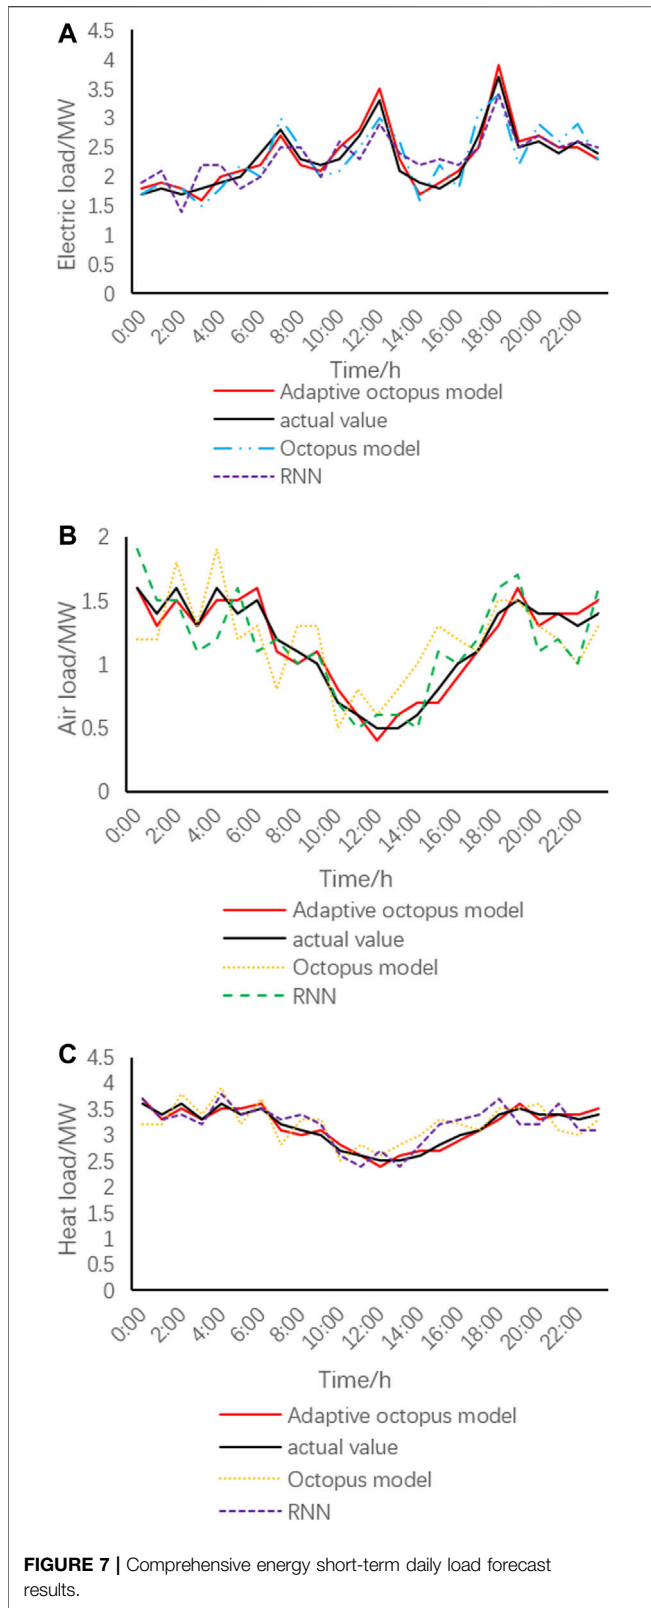 A
Electric load/MW
4.5
4
3.5
3
2.5
2
1.5
1
0.5
0
0:00
2:00
4:00
6:00
8:00
10:00
12:00
14:00
16:00
18:00
20:00
22:00
Time/h
Adaptive octopus model
actual value
Octopus model
RNN
B
Air load/MW
2
1.5
1
0.5
0
0:00
2:00
4:00
6:00
8:00
10:00
12:00
14:00
16:00
18:00
20:00
22:00
Time/h
Adaptive octopus model
actual value
Octopus model
RNN
C
Heat load/MW
4.5
4
3.5
3
2.5
2
1.5
1
0.5
0
0:00
2:00
4:00
6:00
8:00
10:00
12:00
14:00
16:00
18:00
20:00
22:00
Time/h
Adaptive octopus model
actual value
Octopus model
RNN
FIGURE 7 | Comprehensive energy short-term daily load forecast
results.